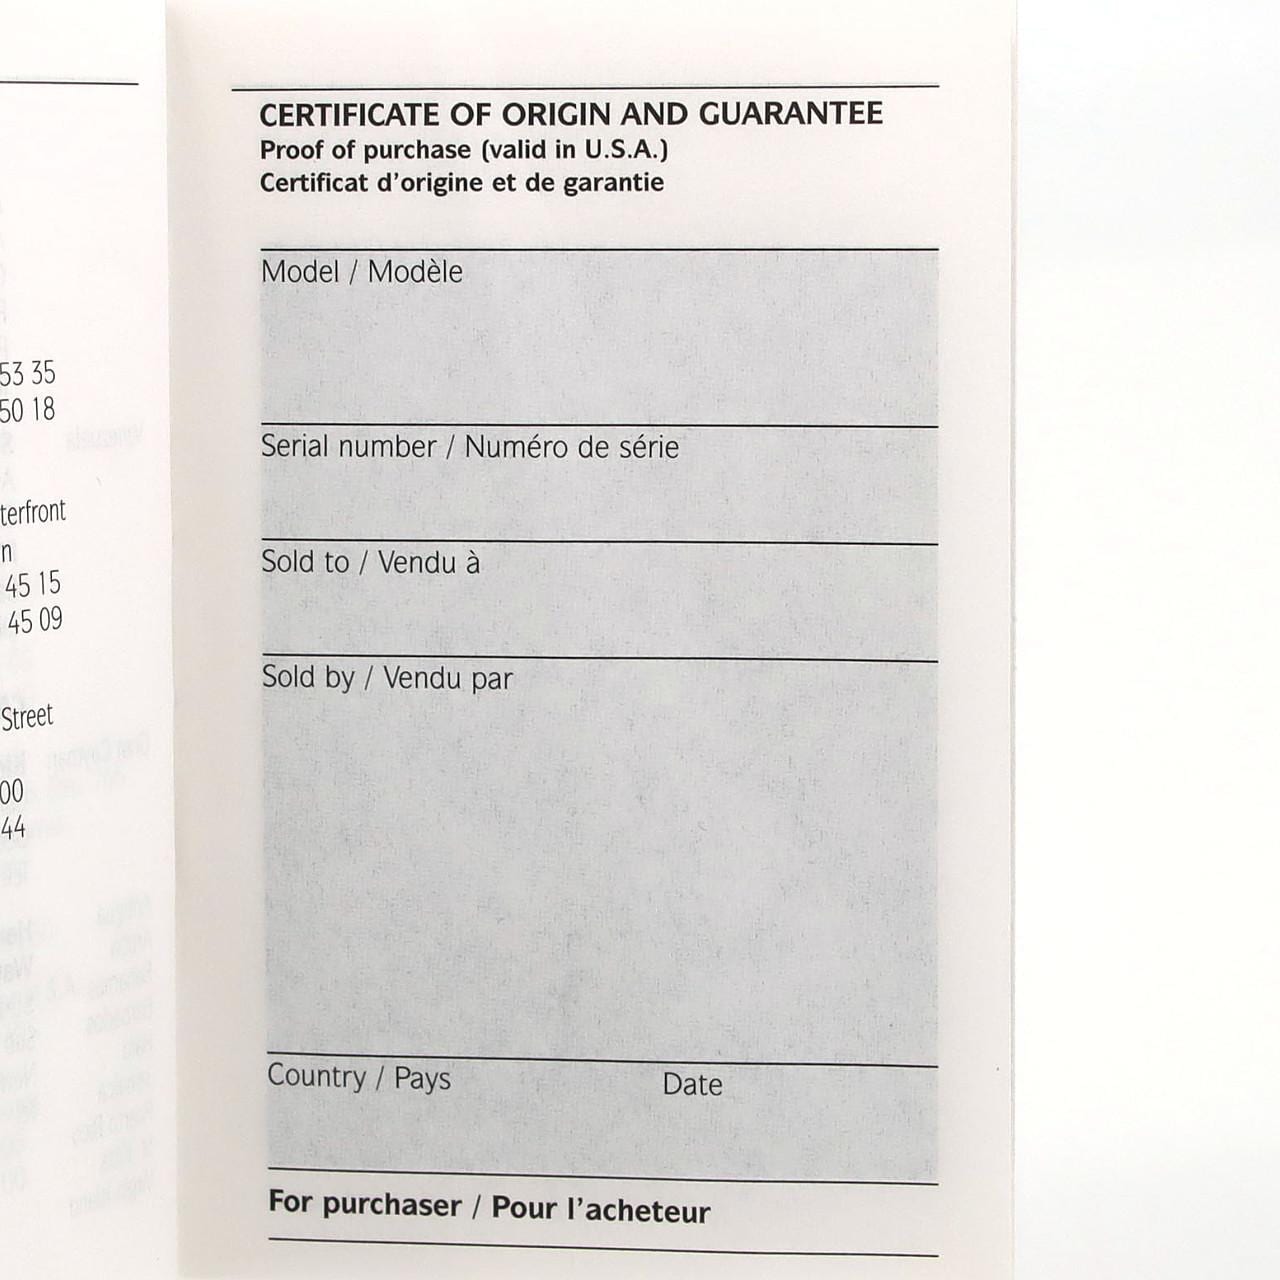 53 35
50 18
terfront
n
45 15
45 09
Street
00
44
CERTIFICATE OF ORIGIN AND GUARANTEE
Proof of purchase (valid in U.S.A.)
Certificat d'origine et de garantie
Model / Modèle
Serial number / Numéro de série
Sold to / Vendu à
Sold by / Vendu par
Country / Pays Date
For purchaser / Pour l'acheteur